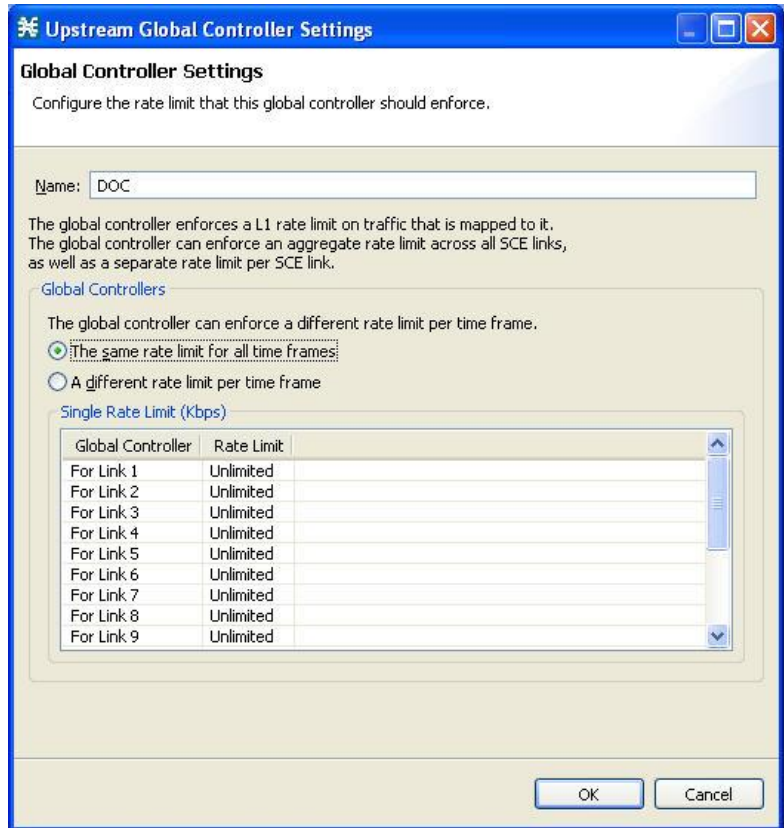 Upstream Global Controller Settings
Global Controller Settings
Configure the rate limit that this global controller should enforce.
Name: DOC
The global controller enforces a L1 rate limit on traffic that is mapped to it.
The global controller can enforce an aggregate rate limit across all SCE links,
as well as a separate rate limit per SCE link.
Global Controllers
The global controller can enforce a different rate limit per time frame.
The same rate limit for all time frames
A different rate limit per time frame
Single Rate Limit (Kbps)
Global Controller Rate Limit
For Link 1 Unlimited
For Link 2 Unlimited
For Link 3 Unlimited
For Link 4 Unlimited
For Link 5 Unlimited
For Link 6 Unlimited
For Link 7 Unlimited
For Link 8 Unlimited
For Link 9 Unlimited
OK Cancel